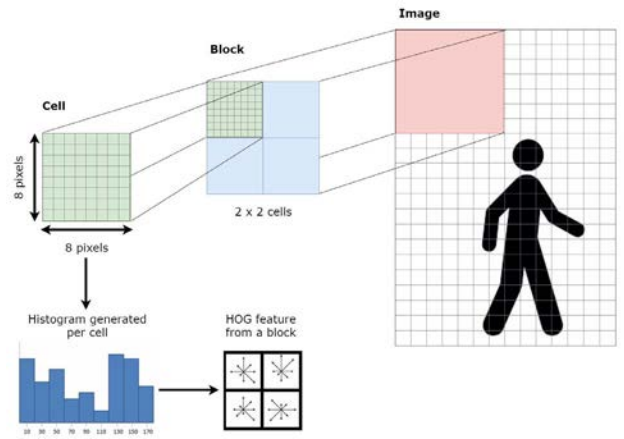 Image
Block
Cell
8 pixels
8 pixels
2 x 2 cells
Histogram generated
per cell
HOG feature
from a block
10 30 50 70 90 110 130 150 170